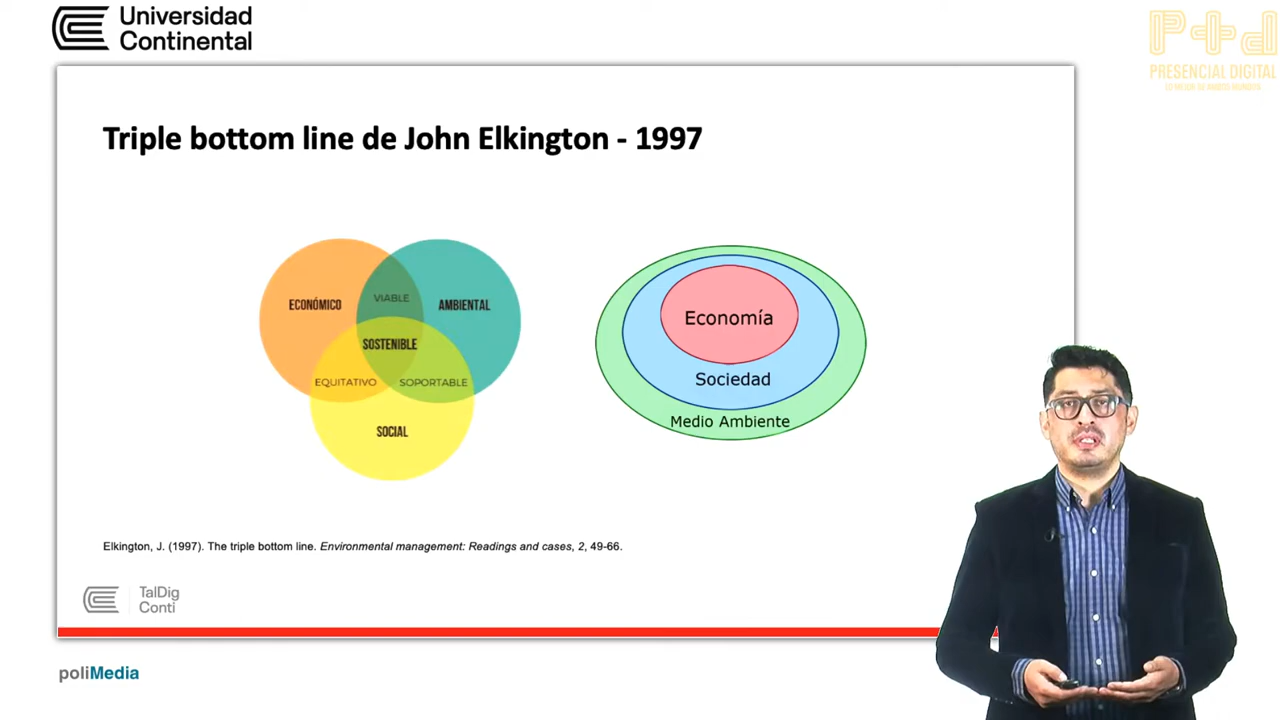 Universidad
Continental
PRESENCIAL DIGITAL
Triple bottom line de John Elkington - 1997
ECONÓMICO
VIABLE
AMBIENTAL
SOSTENIBLE
EQUITATIVO
SOPORTABLE
SOCIAL
Economía
Sociedad
Medio Ambiente
Elkington, J. (1997). The triple bottom line. Environmental management: Readings and cases, 2, 49-66.
TalDig
Conti
poliMedia